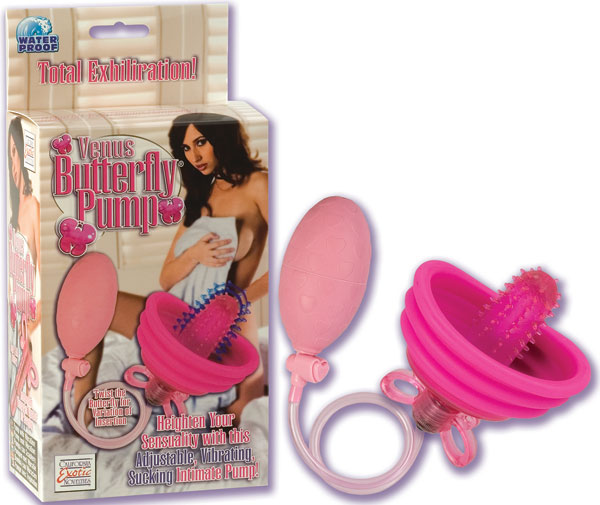 WATER
PROOF
Total Exhiliration!
Venus
Butterfly®
Pump
Twist the
Butterfly for
Variation of
Insertion
Heighten Your
Sensuality with this
Adjustable, Vibrating,
Sucking Intimate Pump!
CALIFORNIA
Exotic
NOVELTIES